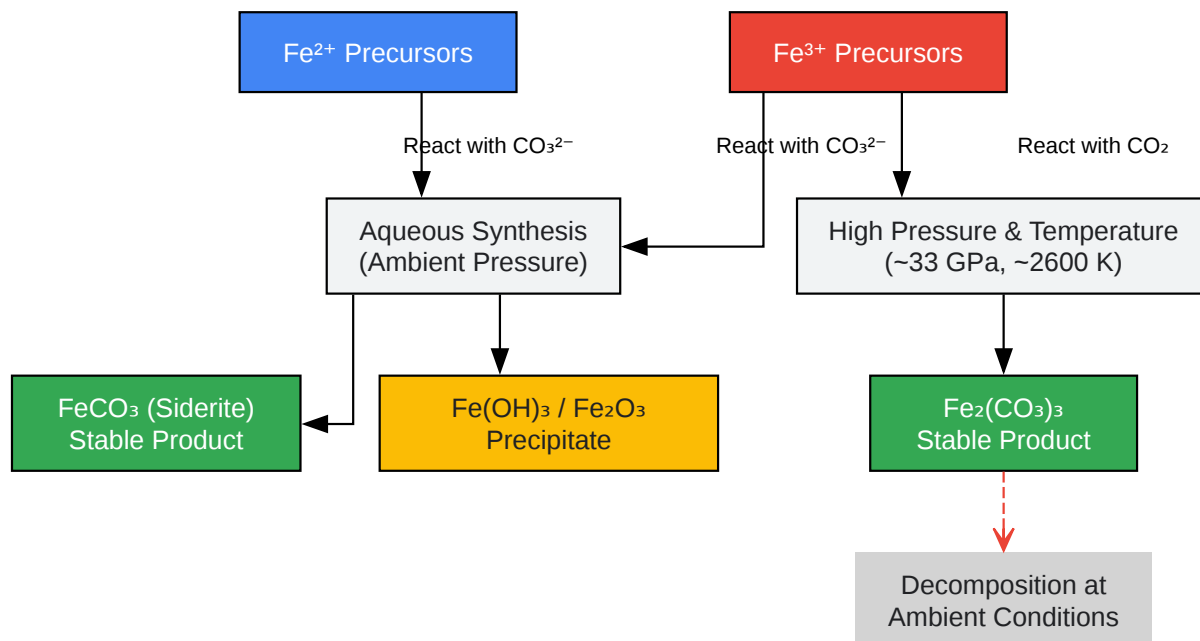 Fe²⁺ Precursors
Fe³⁺ Precursors
React with CO₃²⁻
React with CO₃²⁻
React with CO₂
Aqueous Synthesis
(Ambient Pressure)
High Pressure & Temperature
(~33 GPa, ~2600 K)
FeCO₃ (Siderite)
Stable Product
Fe(OH)₃ / Fe₂O₃
Precipitate
Fe₂(CO₃)₃
Stable Product
Decomposition at
Ambient Conditions